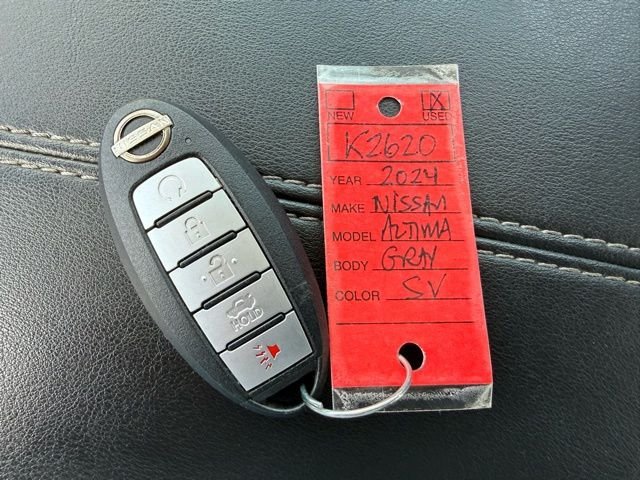 NISSAN
HOLD
X
NEW USED
K2620
YEAR 2024
MAKE NISSAN
MODEL ALTIMA
BODY GRAY
COLOR SV